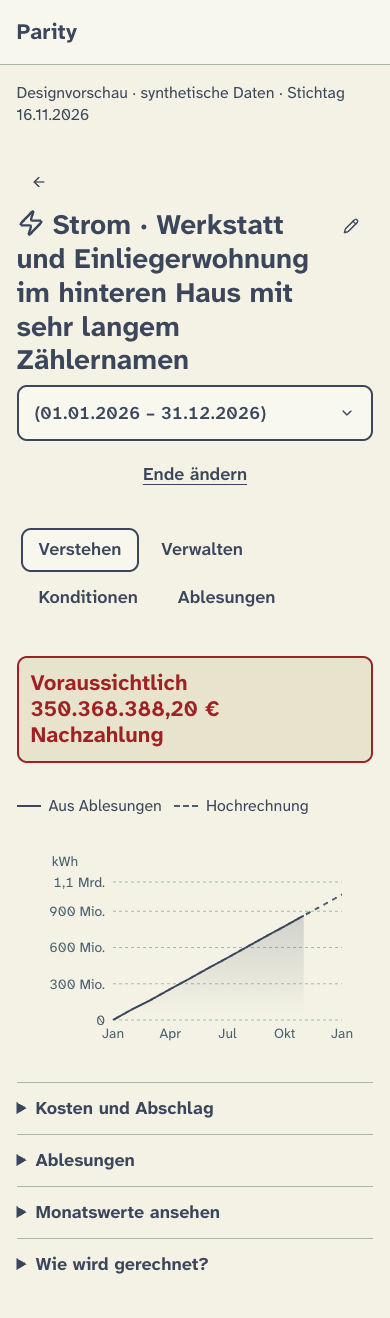 Parity
Designvorschau · synthetische Daten · Stichtag
16.11.2026
←
Strom · Werkstatt
und Einliegerwohnung
im hinteren Haus mit
sehr langem
Zählernamen
(01.01.2026 – 31.12.2026)
Ende ändern
Verstehen Verwalten
Konditionen Ablesungen
Voraussichtlich
350.368.388,20 €
Nachzahlung
Aus Ablesungen Hochrechnung
kWh
1,1 Mrd.
900 Mio.
600 Mio.
300 Mio.
0
Jan Apr Jul Okt Jan
Kosten und Abschlag
Ablesungen
Monatswerte ansehen
Wie wird gerechnet?